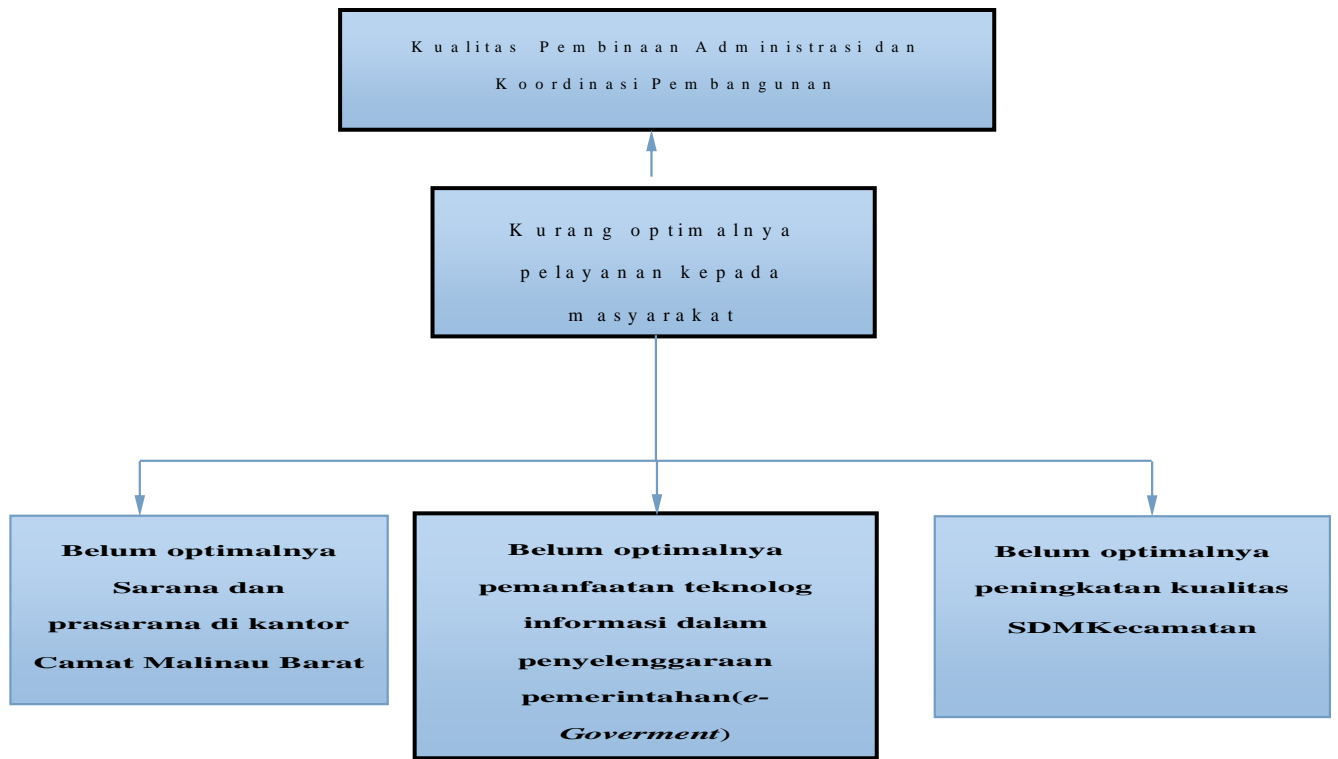 Kualitas Pembinaan Administrasi dan
Koordinasi Pembangunan
Kurang optimalnya
pelayanan kepada
masyarakat
Belum optimalnya
Sarana dan
prasarana di kantor
Camat Malinau Barat
Belum optimalnya
pemanfaatan teknolog
informasi dalam
penyelenggaraan
pemerintahan(e-
Goverment)
Belum optimalnya
peningkatan kualitas
SDMKecamatan